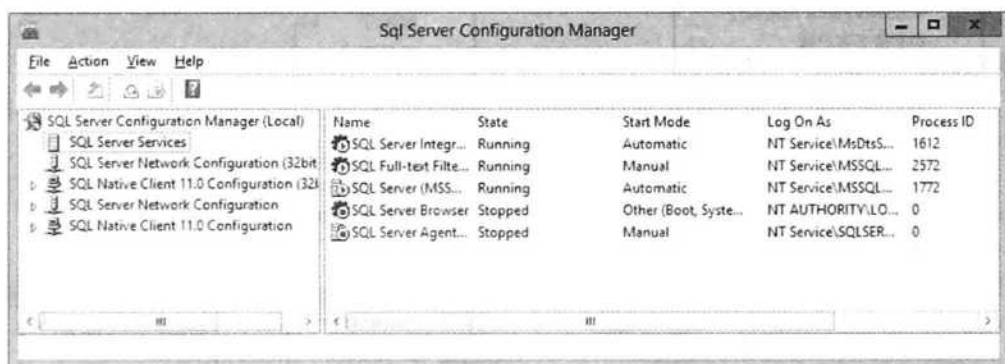 Sql Server Configuration Manager
File Action View Help
SQL Server Configuration Manager (Local)
SQL Server Services
SQL Server Network Configuration (32bit
SQL Native Client 11.0 Configuration (32
SQL Server Network Configuration
SQL Native Client 11.0 Configuration
Name State Start Mode Log On As Process ID
SQL Server Integr... Running Automatic NT Service\MsDtsS... 1612
SQL Full-text Filte... Running Manual NT Service\MSSQL... 2572
SQL Server (MSS... Running Automatic NT Service\MSSQL... 1772
SQL Server Browser Stopped Other (Boot, Syste... NT AUTHORITY\LO... 0
SQL Server Agent... Stopped Manual NT Service\SQLSER... 0